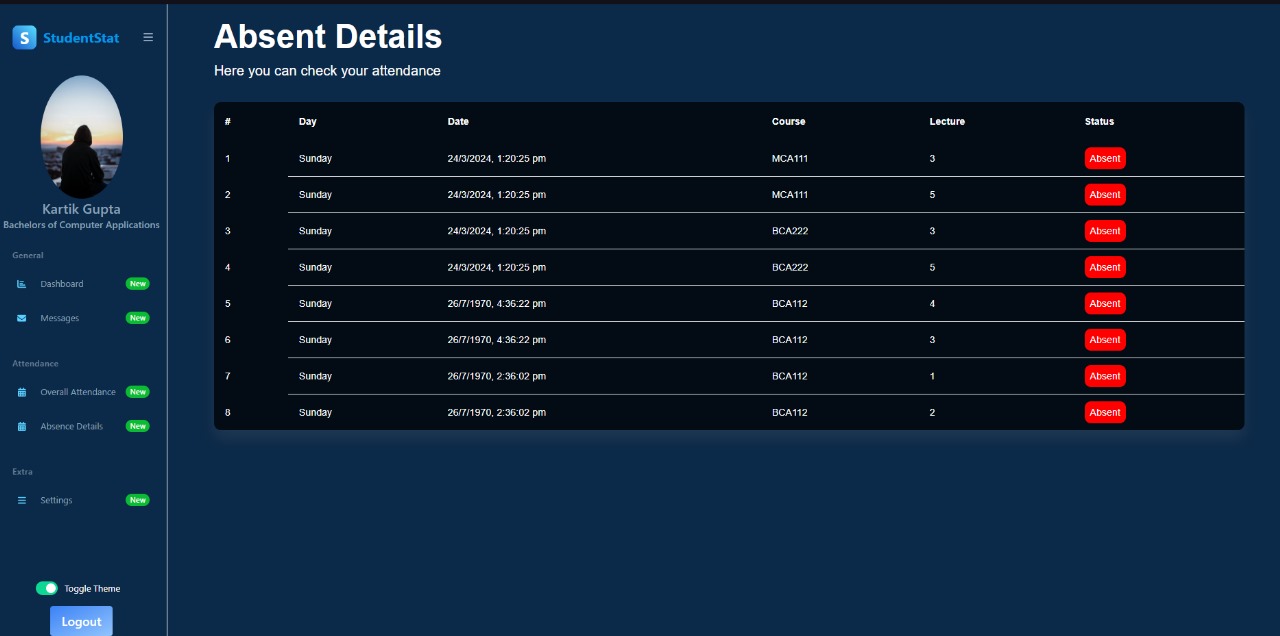 S StudentStat
Kartik Gupta
Bachelors of Computer Applications
General
Dashboard New
Messages New
Attendance
Overall Attendance New
Absence Details New
Extra
Settings New
Toggle Theme
Logout
Absent Details
Here you can check your attendance
# Day Date Course Lecture Status
1 Sunday 24/3/2024, 1:20:25 pm MCA111 3 Absent
2 Sunday 24/3/2024, 1:20:25 pm MCA111 5 Absent
3 Sunday 24/3/2024, 1:20:25 pm BCA222 3 Absent
4 Sunday 24/3/2024, 1:20:25 pm BCA222 5 Absent
5 Sunday 26/7/1970, 4:36:22 pm BCA112 4 Absent
6 Sunday 26/7/1970, 4:36:22 pm BCA112 3 Absent
7 Sunday 26/7/1970, 2:36:02 pm BCA112 1 Absent
8 Sunday 26/7/1970, 2:36:02 pm BCA112 2 Absent